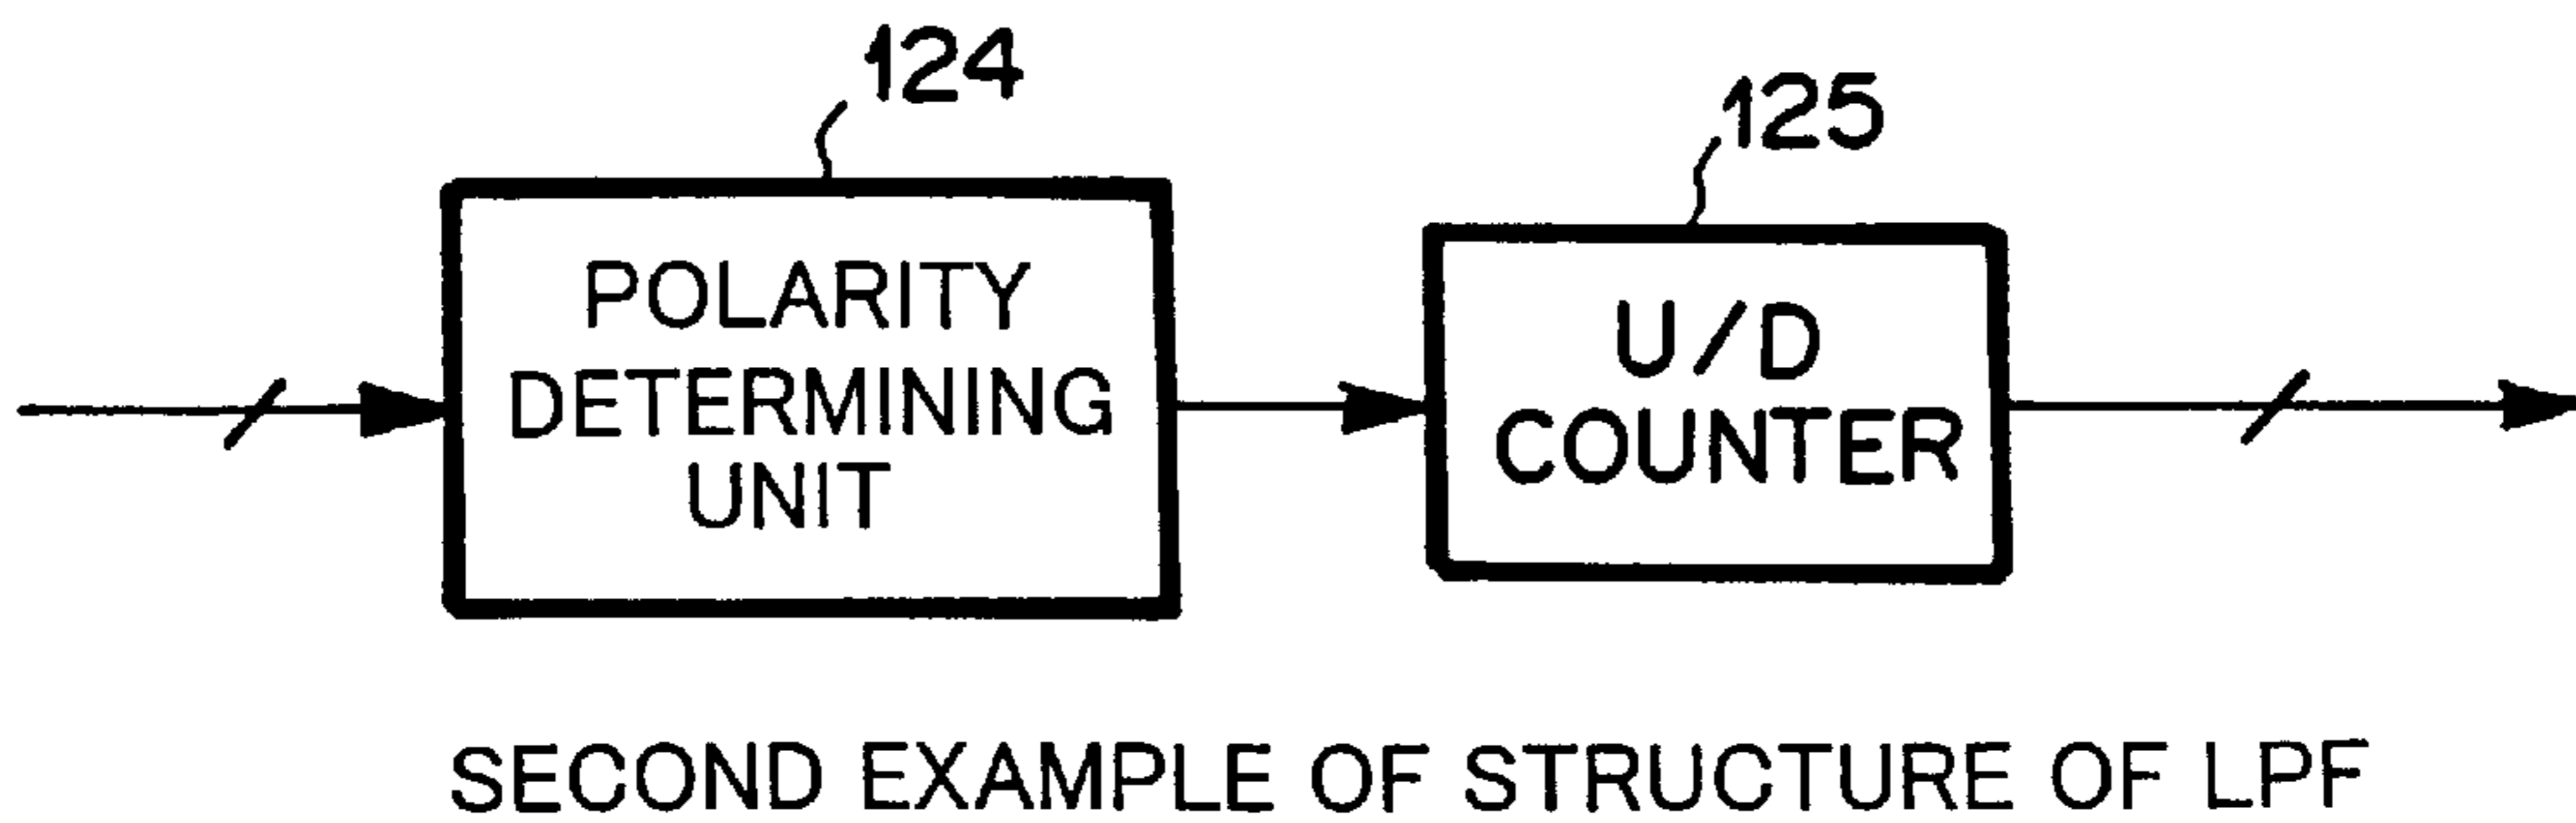 124
125
POLARITY
DETERMINING
UNIT
U/D
COUNTER
SECOND EXAMPLE OF STRUCTURE OF LPF